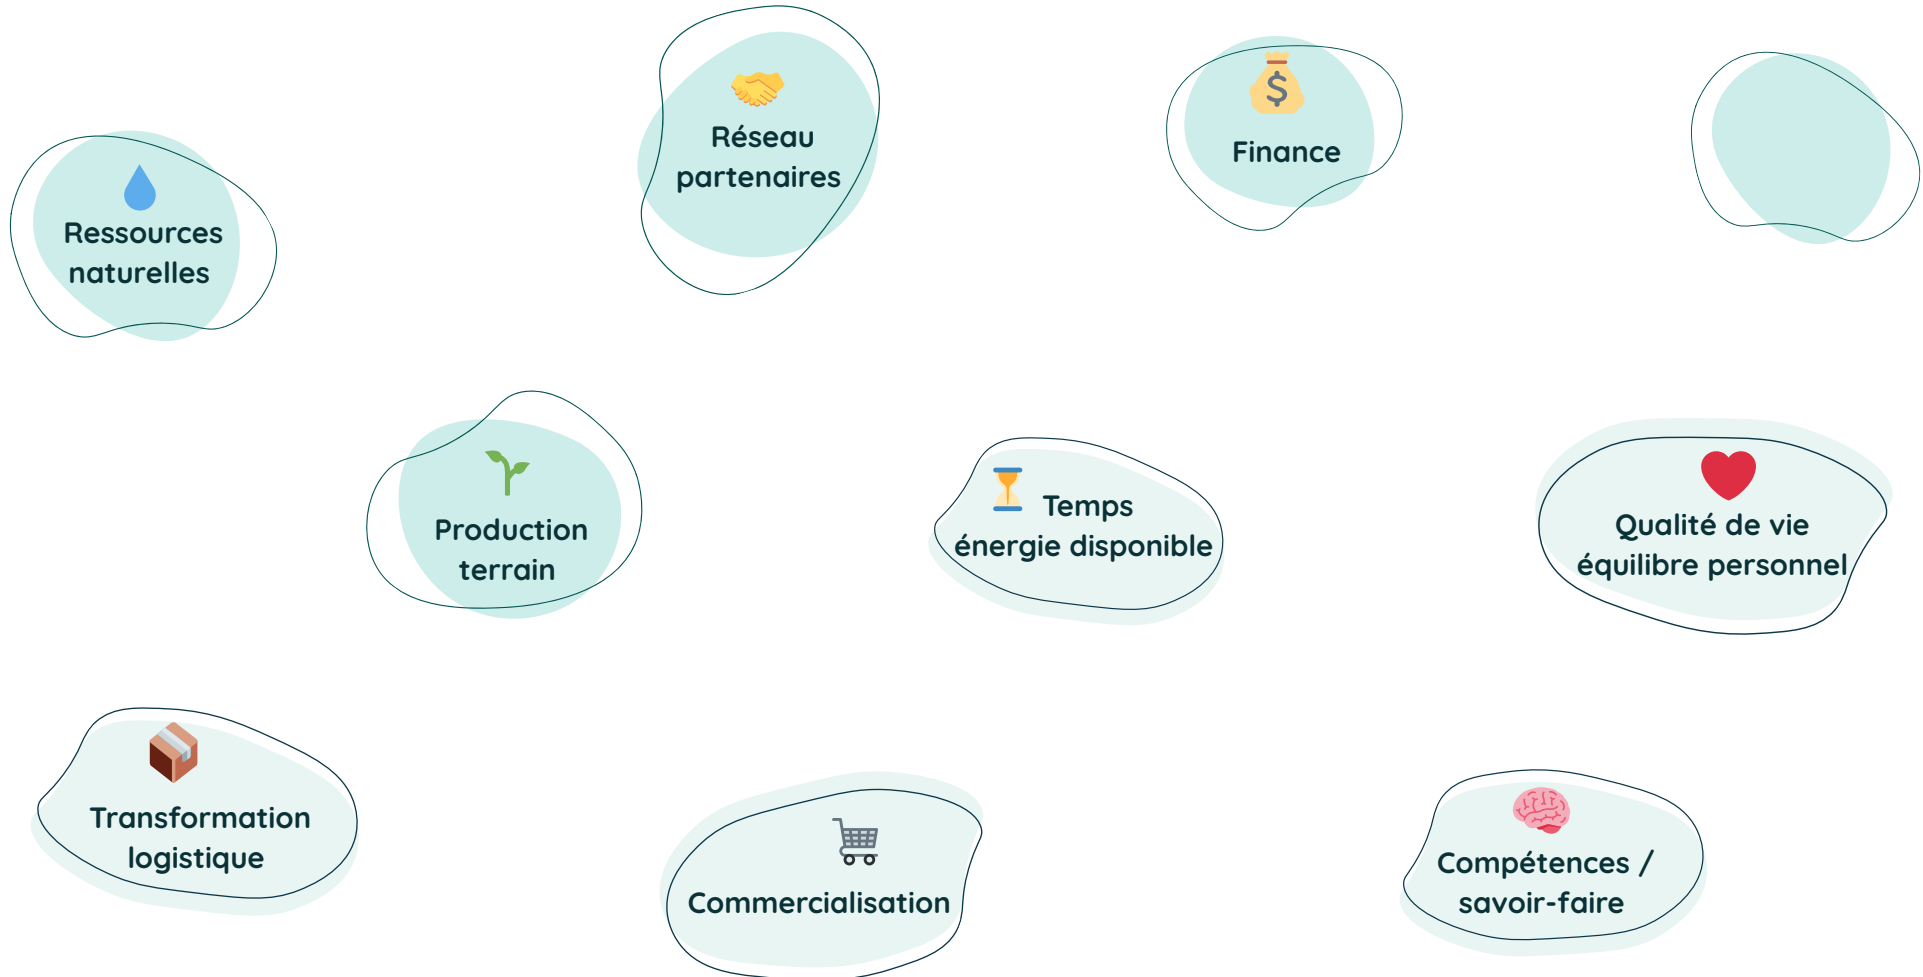 Réseau
partenaires
Finance
Ressources
naturelles
Production
terrain
Temps
énergie disponible
Qualité de vie
équilibre personnel
Transformation
logistique
Commercialisation
Compétences /
savoir-faire